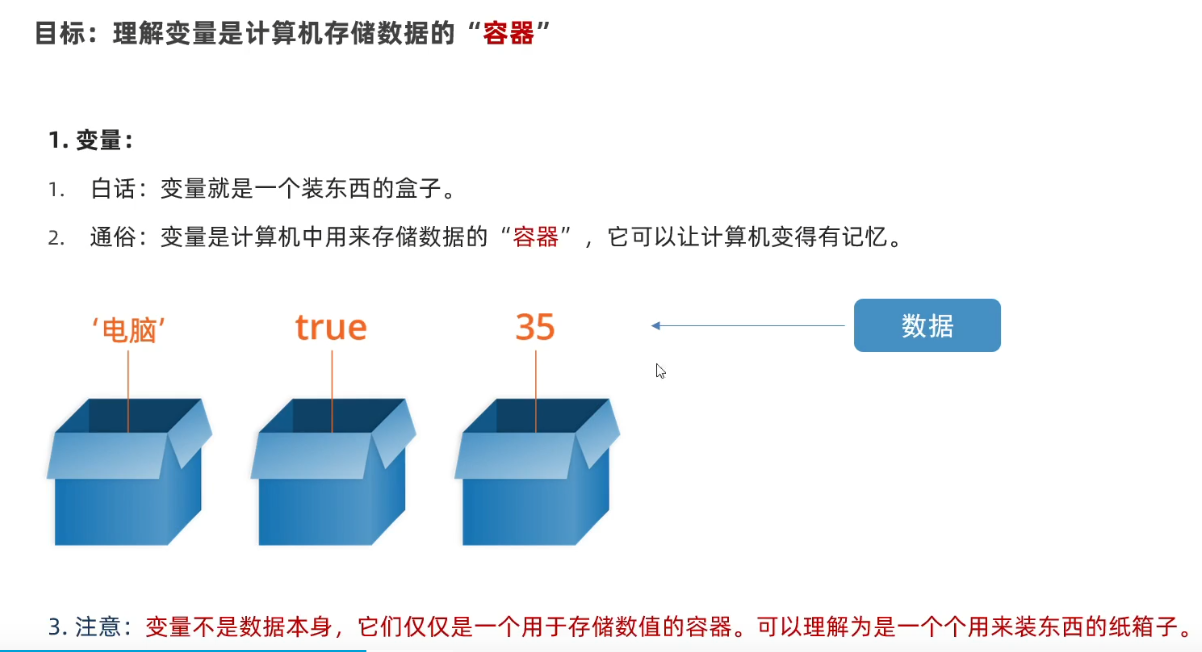 目标：理解变量是计算机存储数据的“容器”
1. 变量：
1. 白话：变量就是一个装东西的盒子。
2. 通俗：变量是计算机中用来存储数据的“容器”，它可以让计算机变得有记忆。
‘电脑’ true 35 数据
3. 注意：变量不是数据本身，它们仅仅是一个用于存储数值的容器。可以理解为是一个个用来装东西的纸箱子。